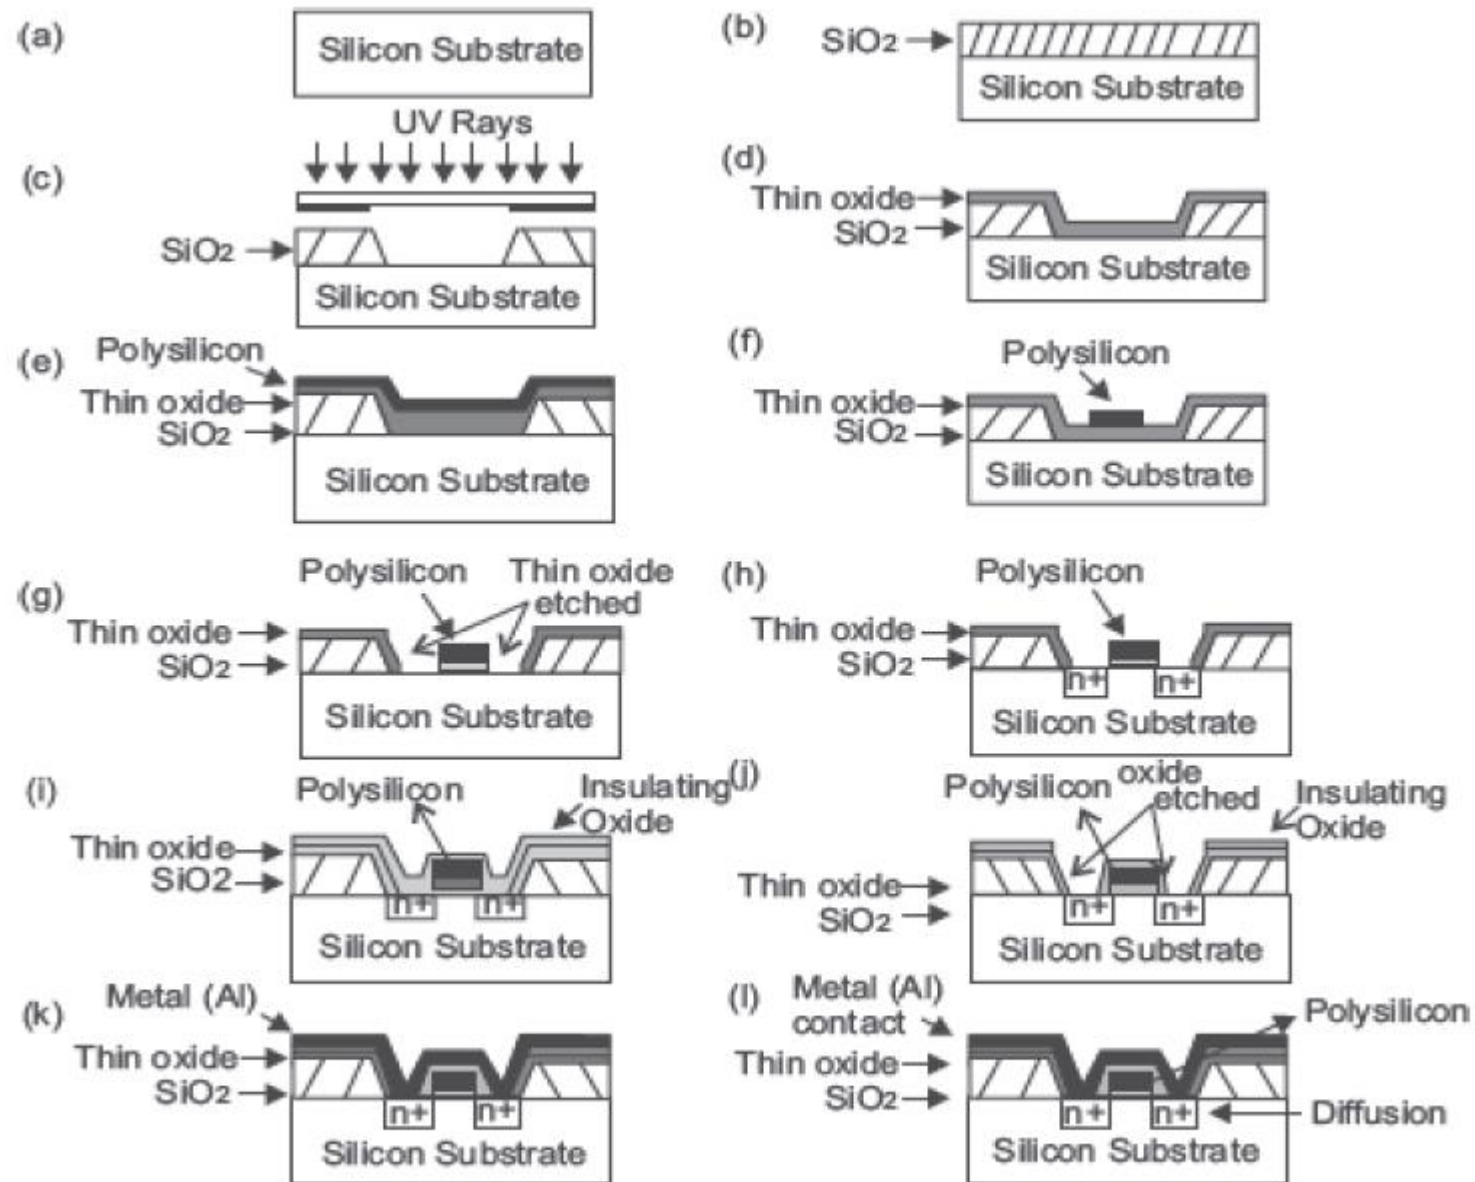 (a)
Silicon Substrate
(b)
SiO2
Silicon Substrate
UV Rays
(c)
SiO2
Silicon Substrate
(d)
Thin oxide
SiO2
Silicon Substrate
(e)
Polysilicon
Thin oxide
SiO2
Silicon Substrate
(f)
Polysilicon
Thin oxide
SiO2
Silicon Substrate
(g)
Polysilicon
Thin oxide
etched
Thin oxide
SiO2
Silicon Substrate
(h)
Polysilicon
Thin oxide
SiO2
n+ n+
Silicon Substrate
(i)
Polysilicon
Insulating
Oxide
Thin oxide
SiO2
n+ n+
Silicon Substrate
(j)
Polysilicon
oxide
etched
Insulating
Oxide
Thin oxide
SiO2
n+ n+
Silicon Substrate
(k)
Metal (Al)
Thin oxide
SiO2
n+ n+
Silicon Substrate
(l)
Metal (Al)
contact
Polysilicon
Thin oxide
SiO2
n+ n+
Diffusion
Silicon Substrate